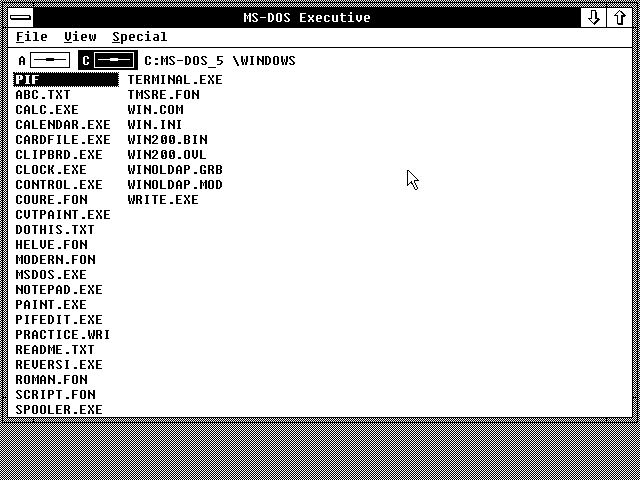 MS-DOS Executive
File View Special
A C C:MS-DOS_5 \WINDOWS
PIF TERMINAL.EXE
ABC.TXT TMSRE.FON
CALC.EXE WIN.COM
CALENDAR.EXE WIN.INI
CARDFILE.EXE WIN200.BIN
CLIPBRD.EXE WIN200.OVL
CLOCK.EXE WINOLDAP.GRB
CONTROL.EXE WINOLDAP.MOD
COURE.FON WRITE.EXE
CVTPAINT.EXE
DOTHIS.TXT
HELVE.FON
MODERN.FON
MSDOS.EXE
NOTEPAD.EXE
PAINT.EXE
PIFEDIT.EXE
PRACTICE.WRI
README.TXT
REVERSI.EXE
ROMAN.FON
SCRIPT.FON
SPOOLER.EXE